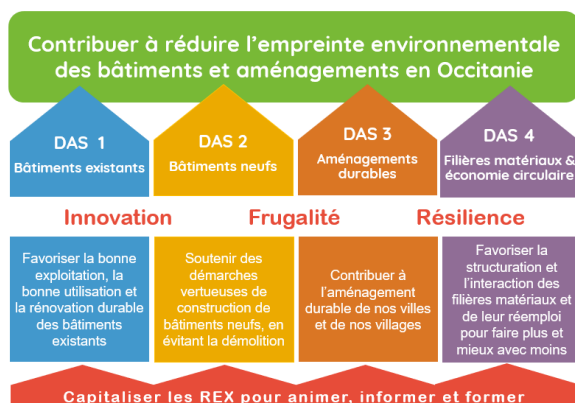 Contribuer à réduire l'empreinte environnementale
des bâtiments et aménagements en Occitanie
DAS 1
Bâtiments existants
DAS 2
Bâtiments neufs
DAS 3
Aménagements
durables
DAS 4
Filières matériaux &
économie circulaire
Innovation
Frugalité
Résilience
Favoriser la bonne
exploitation, la
bonne utilisation et
la rénovation durable
des bâtiments
existants
Soutenir des
démarches
vertueuses de
construction de
bâtiments neufs, en
évitant la démolition
Contribuer à
l'aménagement
durable de nos villes
et de nos villages
Favoriser la
structuration et
l'interaction des
filières matériaux et
de leur réemploi
pour faire plus et
mieux avec moins
Capitaliser les REX pour animer, informer et former